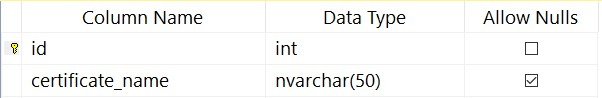 Column Name Data Type Allow Nulls
id int
certificate_name nvarchar(50)